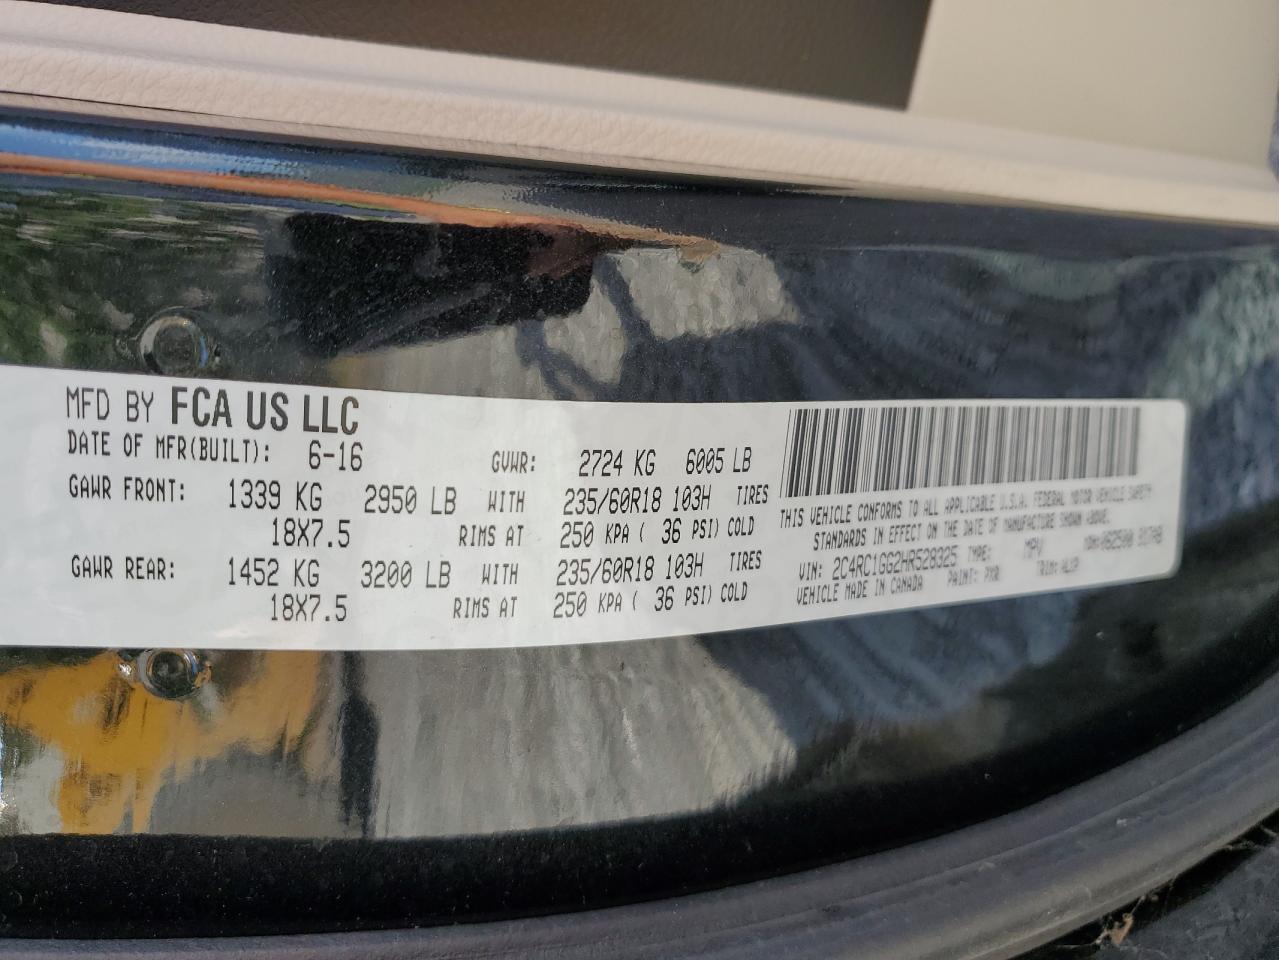 MFD BY FCA US LLC
DATE OF MFR(BUILT): 6-16 GVWR: 2724 KG 6005 LB
GAWR FRONT: 1339 KG 2950 LB WITH 235/60R18 103H TIRES
18X7.5 RIMS AT 250 KPA ( 36 PSI) COLD
GAWR REAR: 1452 KG 3200 LB WITH 235/60R18 103H TIRES
18X7.5 RIMS AT 250 KPA ( 36 PSI) COLD
THIS VEHICLE CONFORMS TO ALL APPLICABLE U.S.A. FEDERAL MOTOR VEHICLE SAFETY
STANDARDS IN EFFECT ON THE DATE OF MANUFACTURE SHOWN ABOVE.
VIN: 2C4RC1GG2HR528325 TYPE: MPV MDH:
VEHICLE MADE IN CANADA PAINT: PXR TRIM: